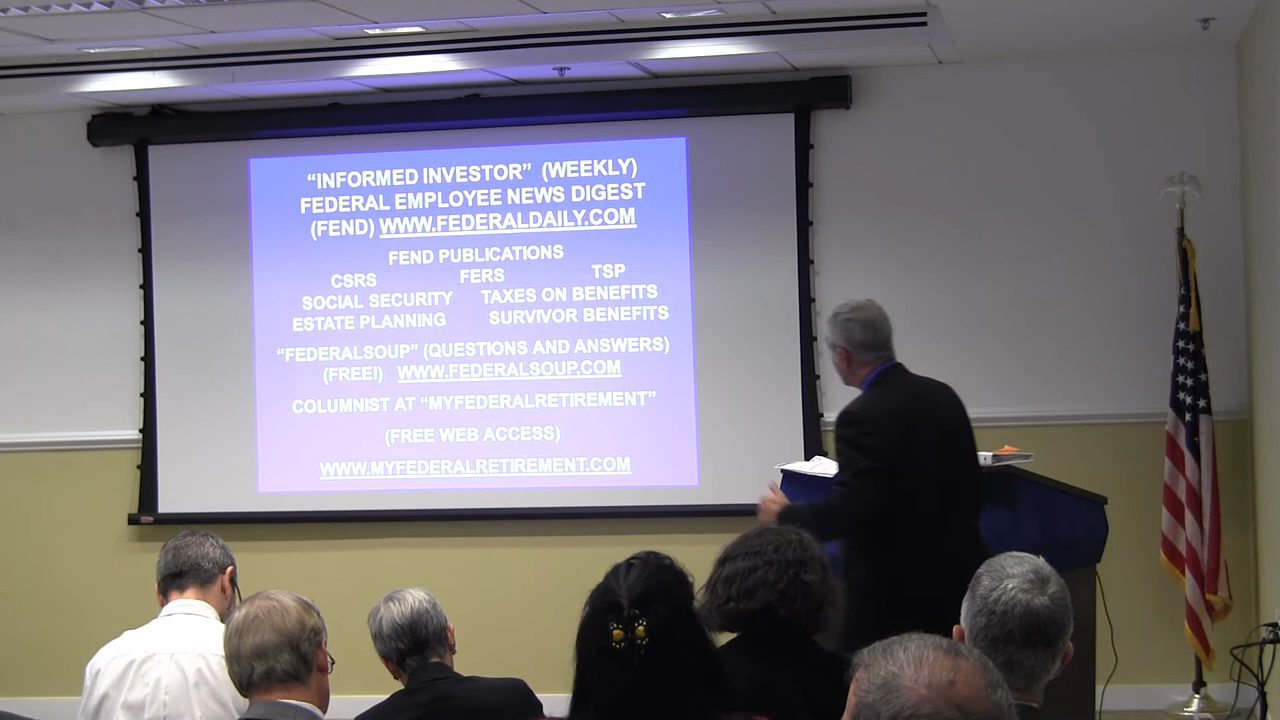 “INFORMED INVESTOR” (WEEKLY)
FEDERAL EMPLOYEE NEWS DIGEST
(FEND) WWW.FEDERALDAILY.COM
FEND PUBLICATIONS
CSRS FERS TSP
SOCIAL SECURITY TAXES ON BENEFITS
ESTATE PLANNING SURVIVOR BENEFITS
“FEDERALSOUP” (QUESTIONS AND ANSWERS)
(FREE!) WWW.FEDERALSOUP.COM
COLUMNIST AT “MYFEDERALRETIREMENT”
(FREE WEB ACCESS)
WWW.MYFEDERALRETIREMENT.COM